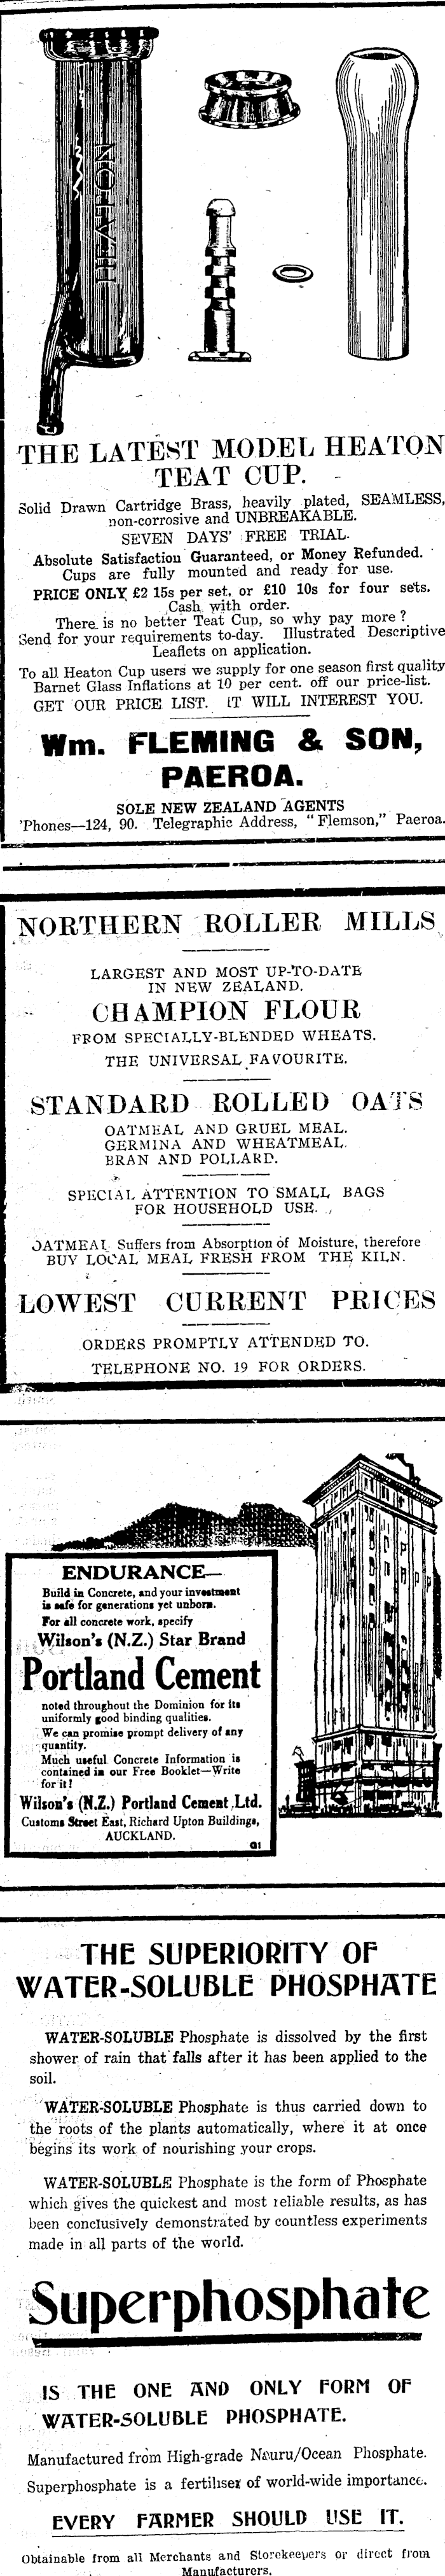 HEATON
THE LATEST MODEL HEATON
TEAT CUP.
Solid Drawn Cartridge Brass, heavily plated, SEAMLESS,
non-corrosive and UNBREAKABLE.
SEVEN DAYS' FREE TRIAL.
Absolute Satisfaction Guaranteed, or Money Refunded.
Cups are fully mounted and ready for use.
PRICE ONLY £2 15s per set, or £10 10s for four sets.
Cash with order.
There is no better Teat Cup, so why pay more?
Send for your requirements to-day. Illustrated Descriptive
Leaflets on application.
To all Heaton Cup users we supply for one season first quality
Barnet Glass Inflations at 10 per cent. off our price-list.
GET OUR PRICE LIST. IT WILL INTEREST YOU.
Wm. FLEMING & SON,
PAEROA.
SOLE NEW ZEALAND AGENTS
'Phones—124, 90. Telegraphic Address, "Flemson," Paeroa.
NORTHERN ROLLER MILLS
LARGEST AND MOST UP-TO-DATE
IN NEW ZEALAND.
CHAMPION FLOUR
FROM SPECIALLY-BLENDED WHEATS.
THE UNIVERSAL FAVOURITE.
STANDARD ROLLED OATS
OATMEAL AND GRUEL MEAL.
GERMINA AND WHEATMEAL.
BRAN AND POLLARD.
SPECIAL ATTENTION TO SMALL BAGS
FOR HOUSEHOLD USE.
OATMEAL Suffers from Absorption of Moisture, therefore
BUY LOCAL MEAL FRESH FROM THE KILN.
LOWEST CURRENT PRICES
ORDERS PROMPTLY ATTENDED TO.
TELEPHONE NO. 19 FOR ORDERS.
ENDURANCE—
Build in Concrete, and your investment
is safe for generations yet unborn.
For all concrete work, specify
Wilson's (N.Z.) Star Brand
Portland Cement
noted throughout the Dominion for its
uniformly good binding qualities.
We can promise prompt delivery of any
quantity.
Much useful Concrete Information is
contained in our Free Booklet—Write
for it!
Wilson's (N.Z.) Portland Cement Ltd.
Customs Street East, Richard Upton Buildings,
AUCKLAND.
G1
THE SUPERIORITY OF
WATER-SOLUBLE PHOSPHATE
WATER-SOLUBLE Phosphate is dissolved by the first
shower of rain that falls after it has been applied to the
soil.
WATER-SOLUBLE Phosphate is thus carried down to
the roots of the plants automatically, where it at once
begins its work of nourishing your crops.
WATER-SOLUBLE Phosphate is the form of Phosphate
which gives the quickest and most reliable results, as has
been conclusively demonstrated by countless experiments
made in all parts of the world.
Superphosphate
IS THE ONE AND ONLY FORM OF
WATER-SOLUBLE PHOSPHATE.
Manufactured from High-grade Nauru/Ocean Phosphate.
Superphosphate is a fertiliser of world-wide importance.
EVERY FARMER SHOULD USE IT.
Obtainable from all Merchants and Storekeepers or direct from
Manufacturers.